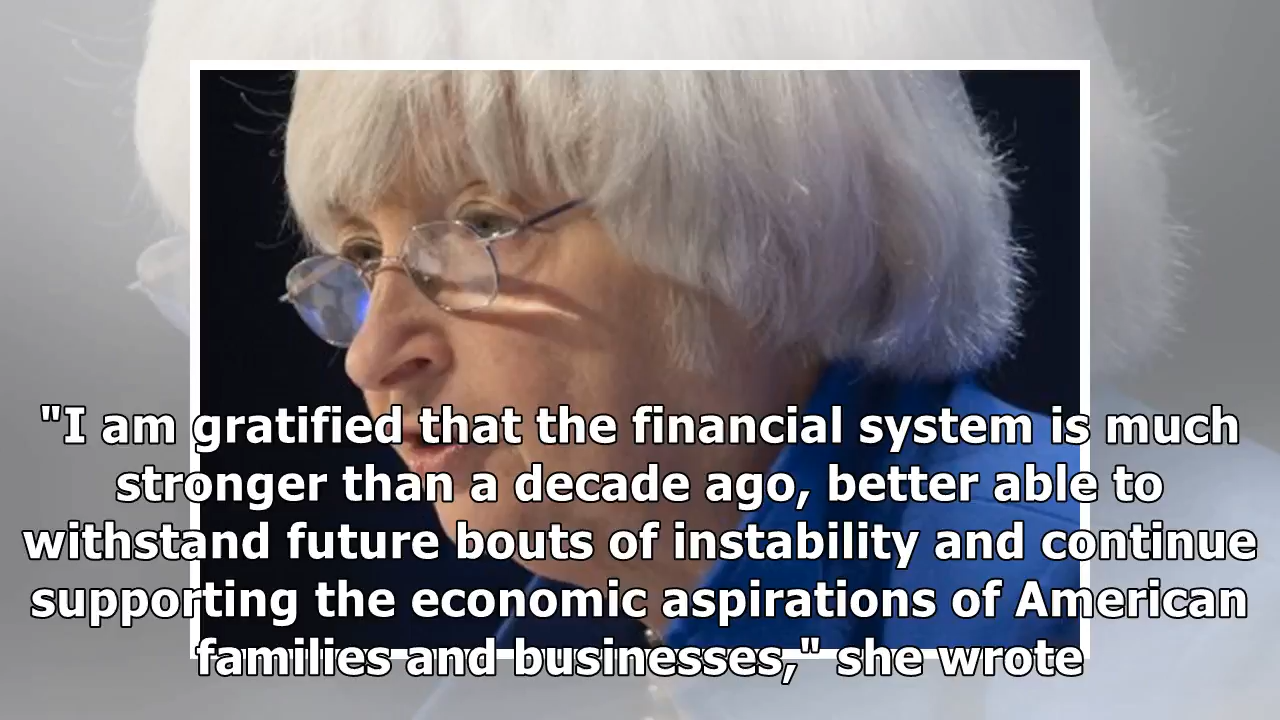 "I am gratified that the financial system is much
stronger than a decade ago, better able to
withstand future bouts of instability and continue
supporting the economic aspirations of American
families and businesses," she wrote